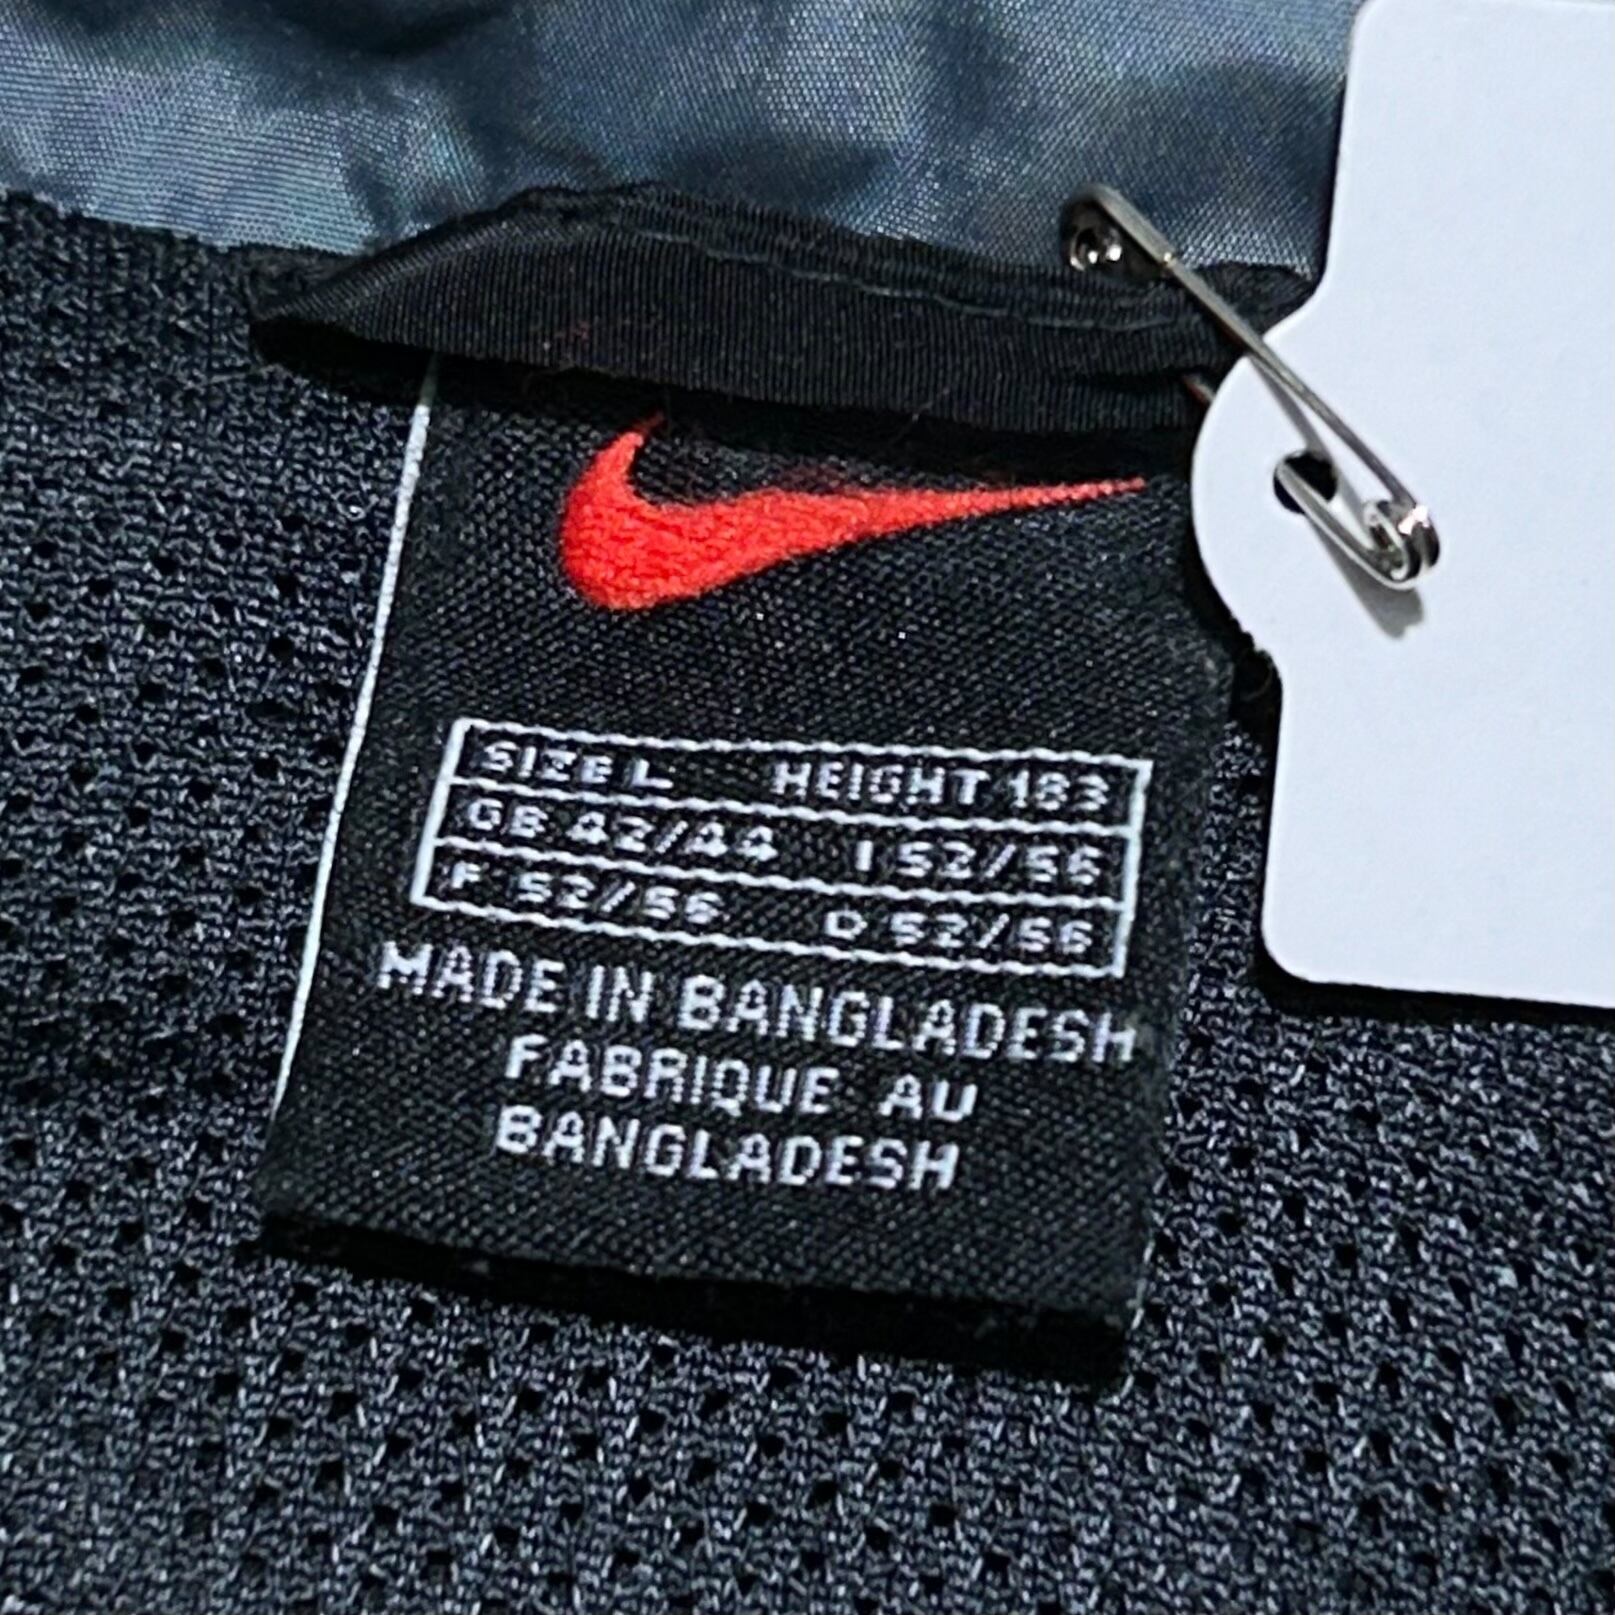 SIZE L HEIGHT 183
GB 42/44 I 52/56
F 52/56 D 52/56
MADE IN BANGLADESH
FABRIQUE AU
BANGLADESH